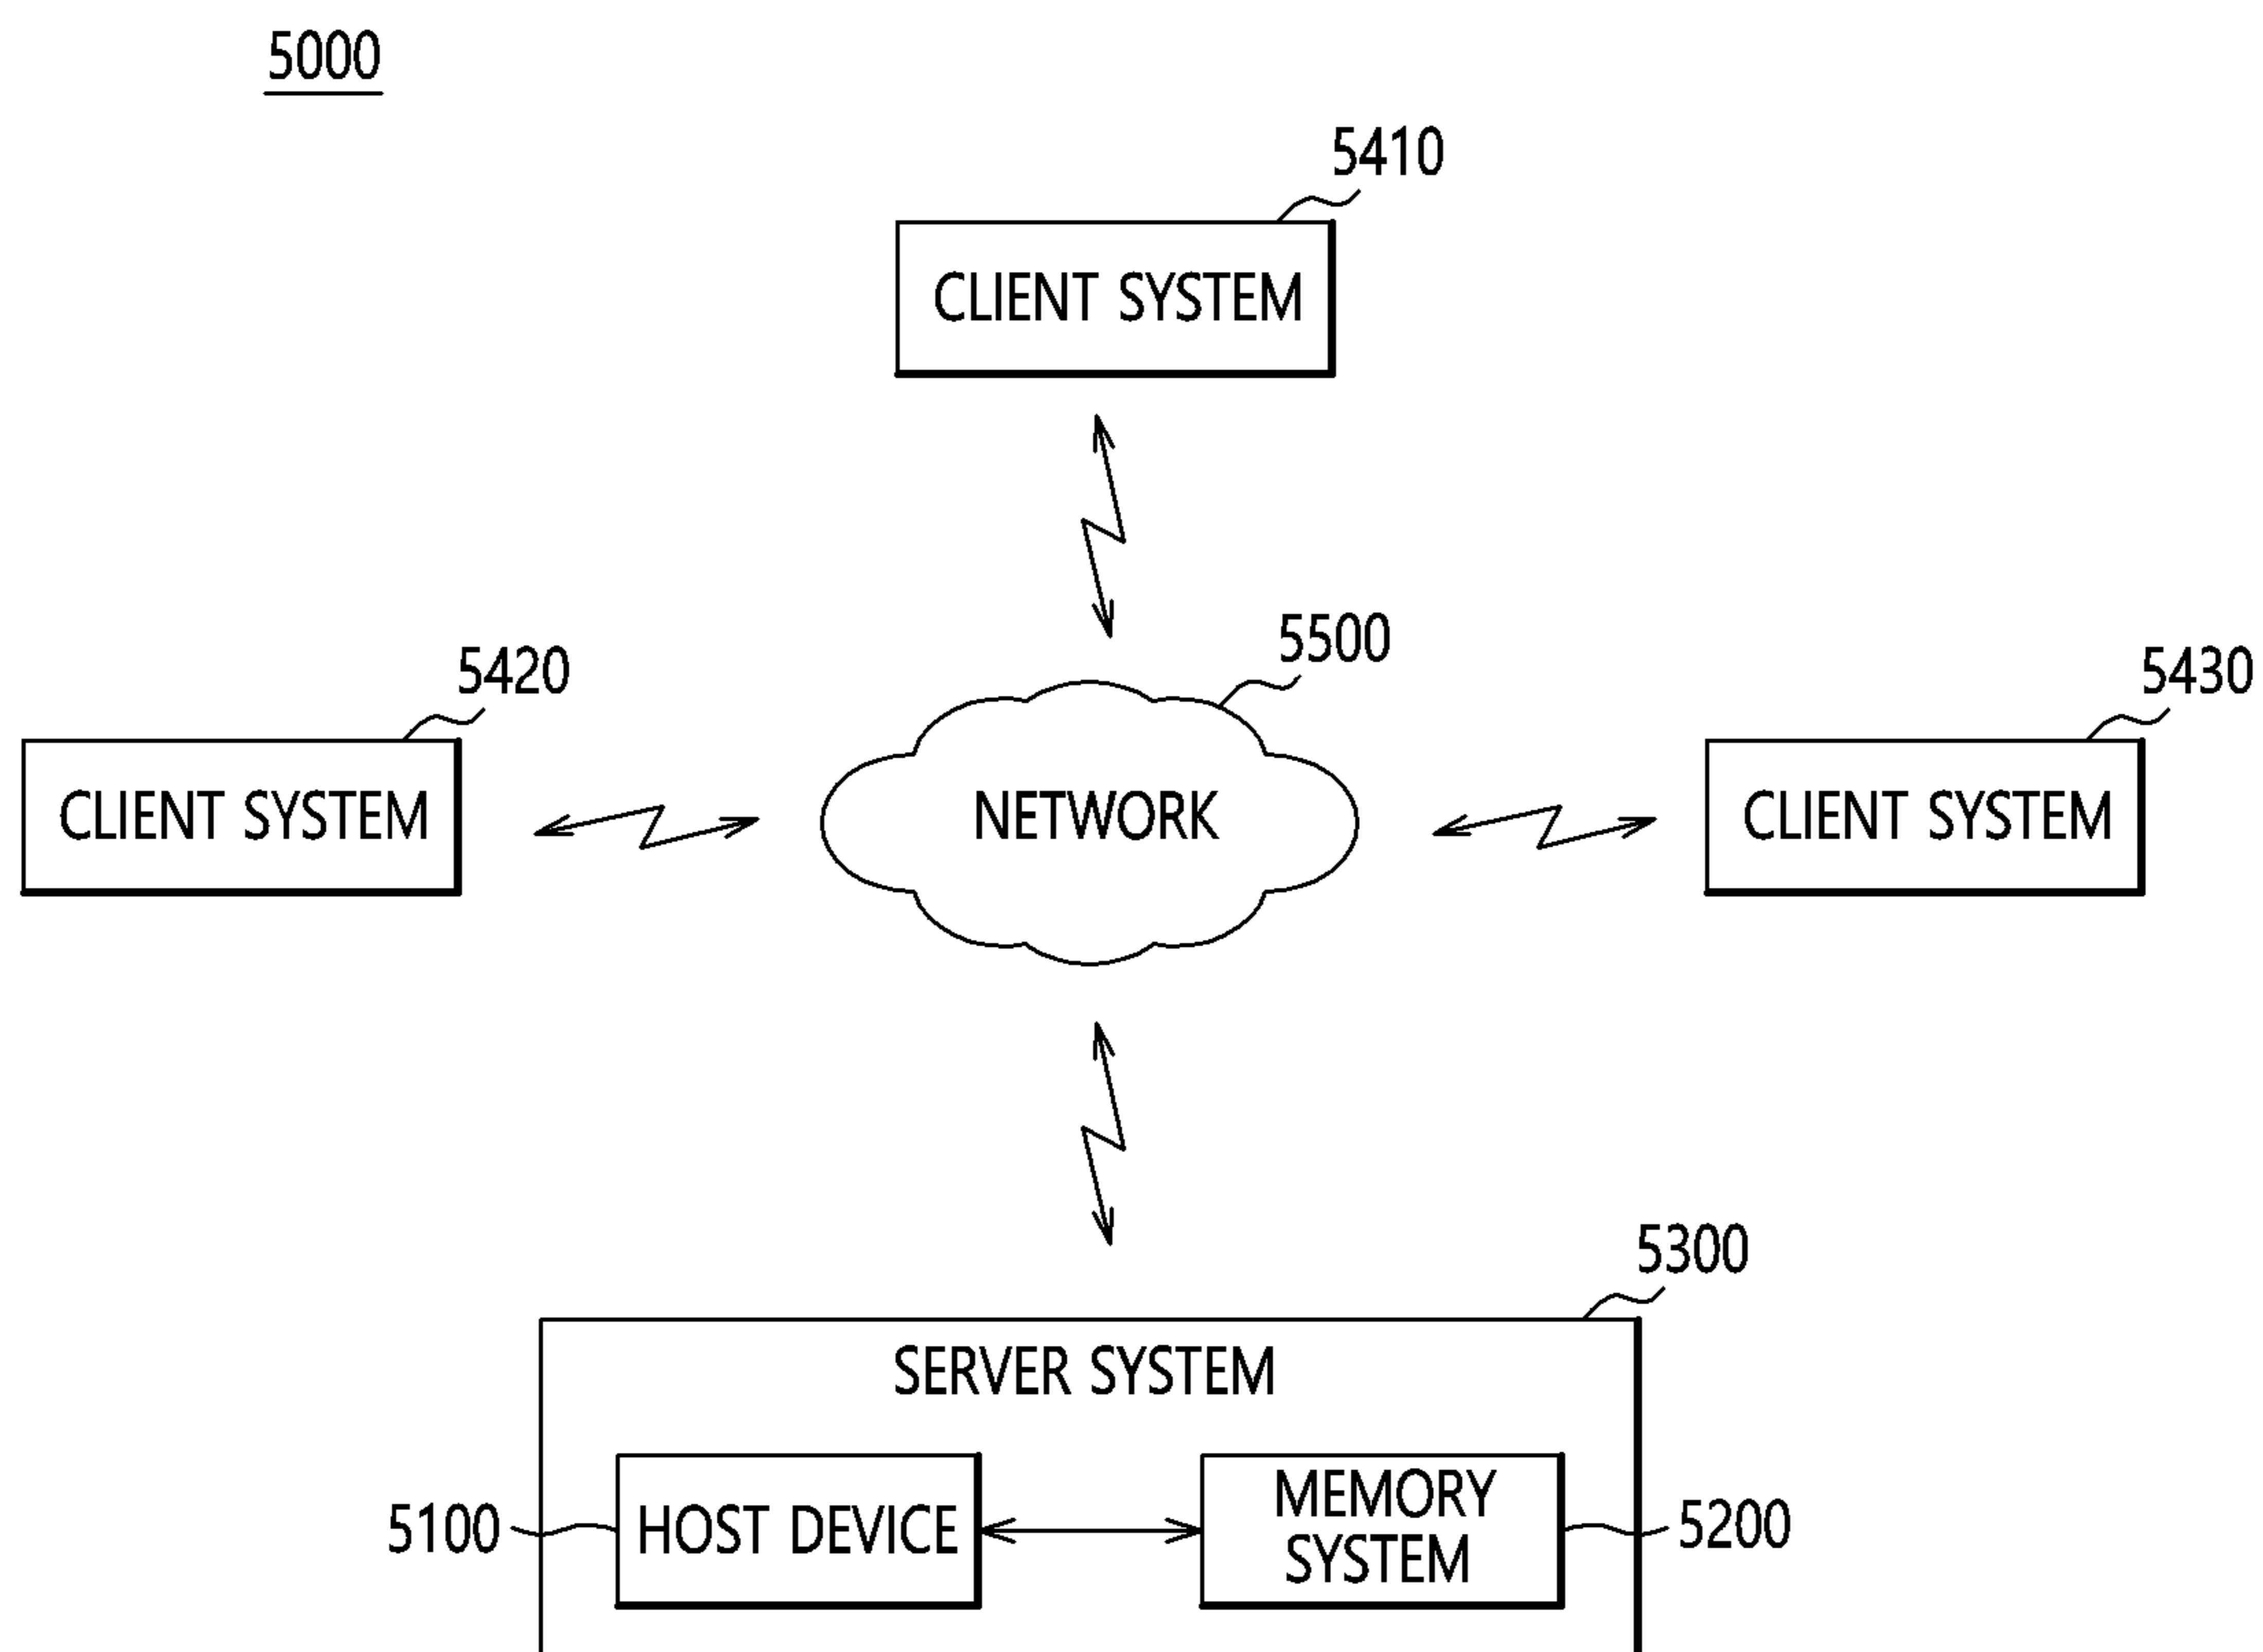 5000
5410
CLIENT SYSTEM
5500
5420
5430
CLIENT SYSTEM
NETWORK
CLIENT SYSTEM
5300
SERVER SYSTEM
5100
HOST DEVICE
MEMORY
SYSTEM
5200